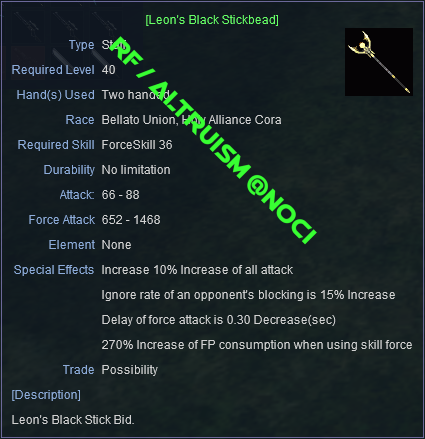 [Leon's Black Stickbead]
Type Staff
Required Level 40
Hand(s) Used Two handed
Race Bellato Union, Holy Alliance Cora
Required Skill ForceSkill 36
Durability No limitation
Attack: 66 - 88
Force Attack 652 - 1468
Element None
Special Effects Increase 10% Increase of all attack
Ignore rate of an opponent's blocking is 15% Increase
Delay of force attack is 0.30 Decrease(sec)
270% Increase of FP consumption when using skill force
Trade Possibility
[Description]
Leon's Black Stick Bid.
RF / ALTRUISM @NOCI